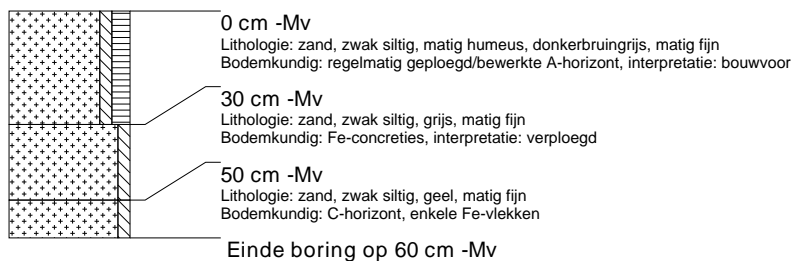 0 cm -Mv
Lithologie: zand, zwak siltig, matig humeus, donkerbruingrijs, matig fijn
Bodemkundig: regelmatig geploegd/bewerkte A-horizont, interpretatie: bouwvoor
30 cm -Mv
Lithologie: zand, zwak siltig, grijs, matig fijn
Bodemkundig: Fe-concreties, interpretatie: verploegd
50 cm -Mv
Lithologie: zand, zwak siltig, geel, matig fijn
Bodemkundig: C-horizont, enkele Fe-vlekken
Einde boring op 60 cm -Mv